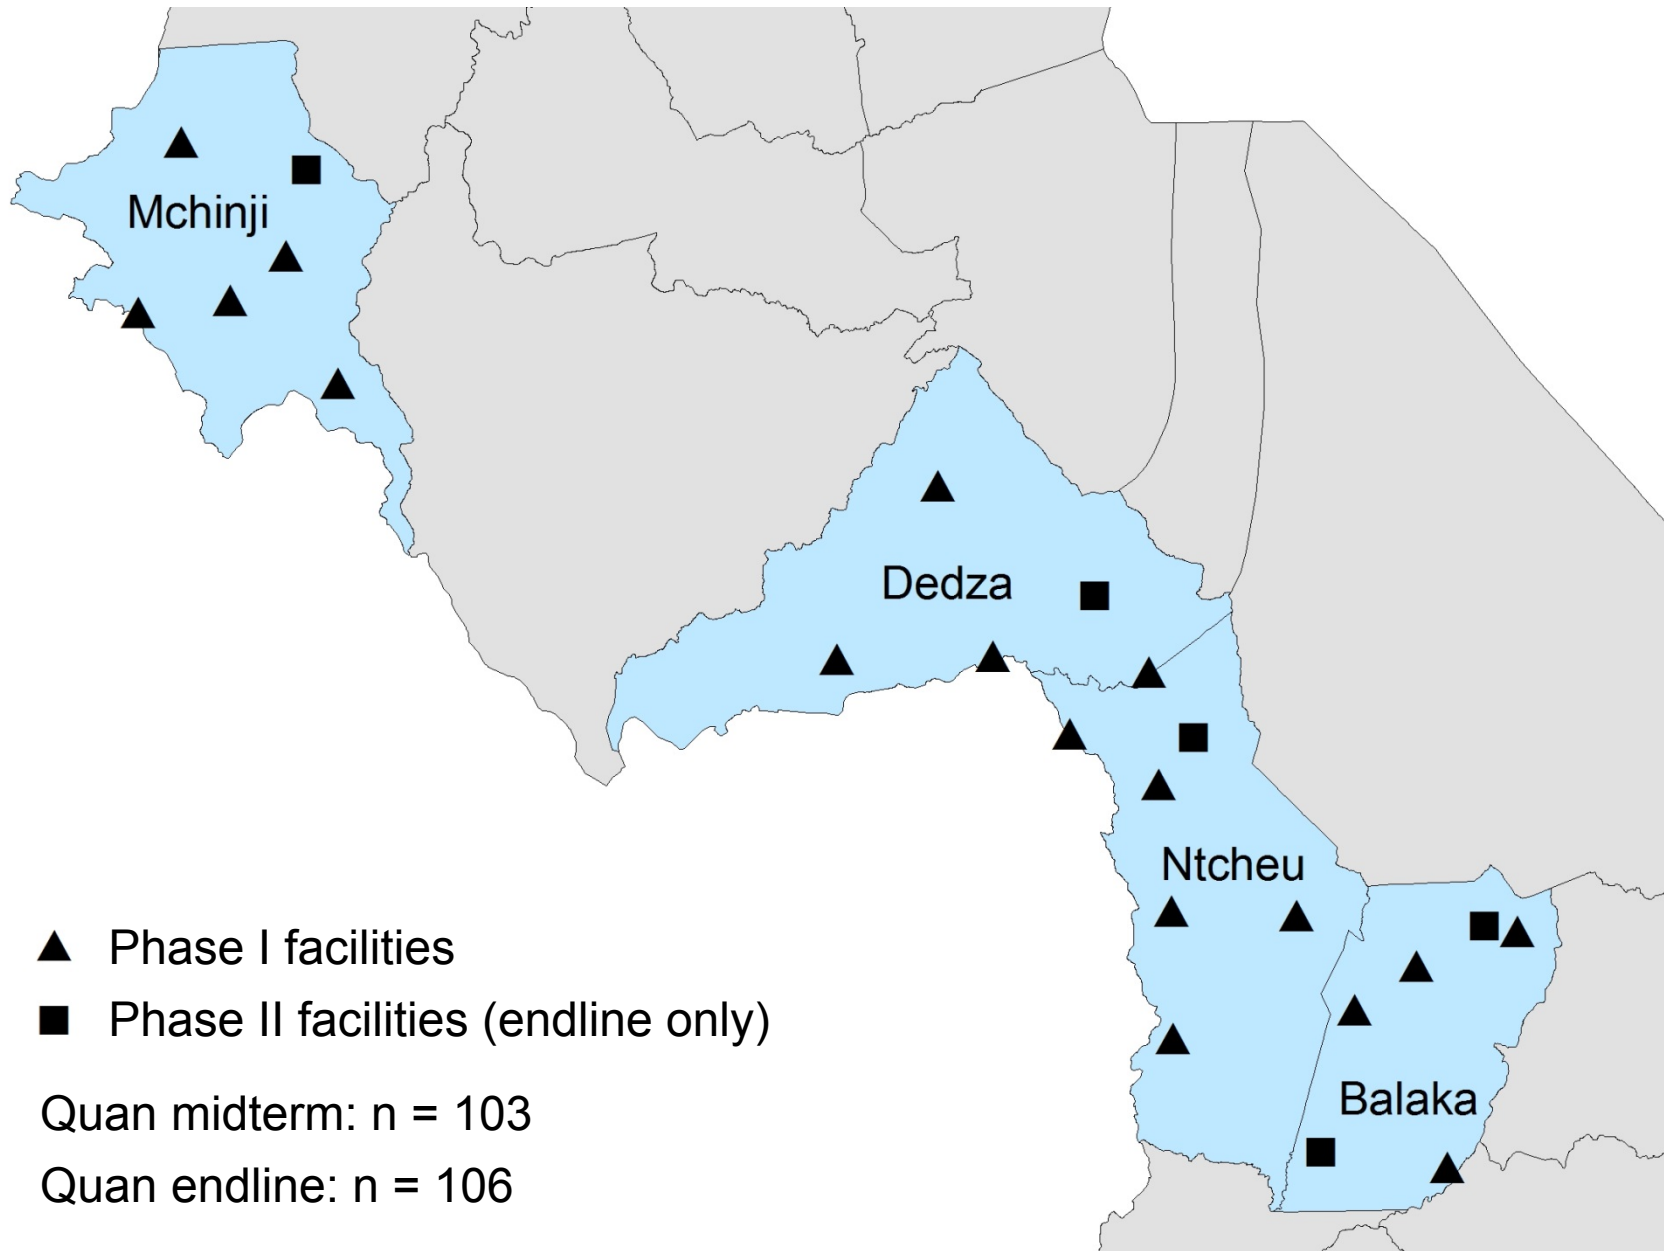 Mchinji
Dedza
Ntcheu
Balaka
Phase I facilities
Phase II facilities (endline only)
Quan midterm: n = 103
Quan endline: n = 106